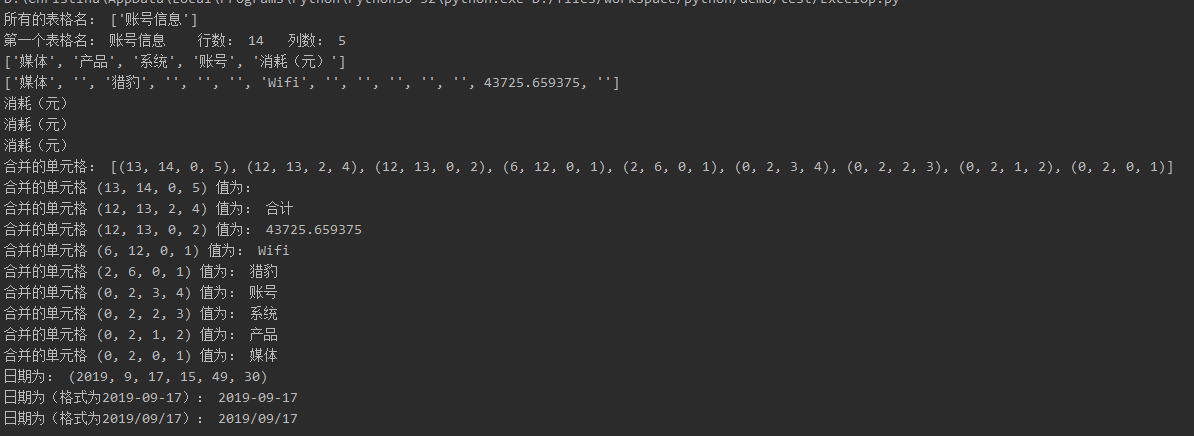 D:\Christina\AppData\Local\Programs\Python\Python36-32\python.exe D:/files/workspace/python/demo/test/Execlop.py
所有的表格名： ['账号信息']
第一个表格名： 账号信息    行数： 14   列数： 5
['媒体', '产品', '系统', '账号', '消耗（元）']
['媒体', '', '猎豹', '', '', '', 'Wifi', '', '', '', '', '', 43725.659375, '']
消耗（元）
消耗（元）
消耗（元）
合并的单元格： [(13, 14, 0, 5), (12, 13, 2, 4), (12, 13, 0, 2), (6, 12, 0, 1), (2, 6, 0, 1), (0, 2, 3, 4), (0, 2, 2, 3), (0, 2, 1, 2), (0, 2, 0, 1)]
合并的单元格 (13, 14, 0, 5) 值为：
合并的单元格 (12, 13, 2, 4) 值为： 合计
合并的单元格 (12, 13, 0, 2) 值为： 43725.659375
合并的单元格 (6, 12, 0, 1) 值为： Wifi
合并的单元格 (2, 6, 0, 1) 值为： 猎豹
合并的单元格 (0, 2, 3, 4) 值为： 账号
合并的单元格 (0, 2, 2, 3) 值为： 系统
合并的单元格 (0, 2, 1, 2) 值为： 产品
合并的单元格 (0, 2, 0, 1) 值为： 媒体
日期为： (2019, 9, 17, 15, 49, 30)
日期为（格式为2019-09-17）： 2019-09-17
日期为（格式为2019/09/17）： 2019/09/17